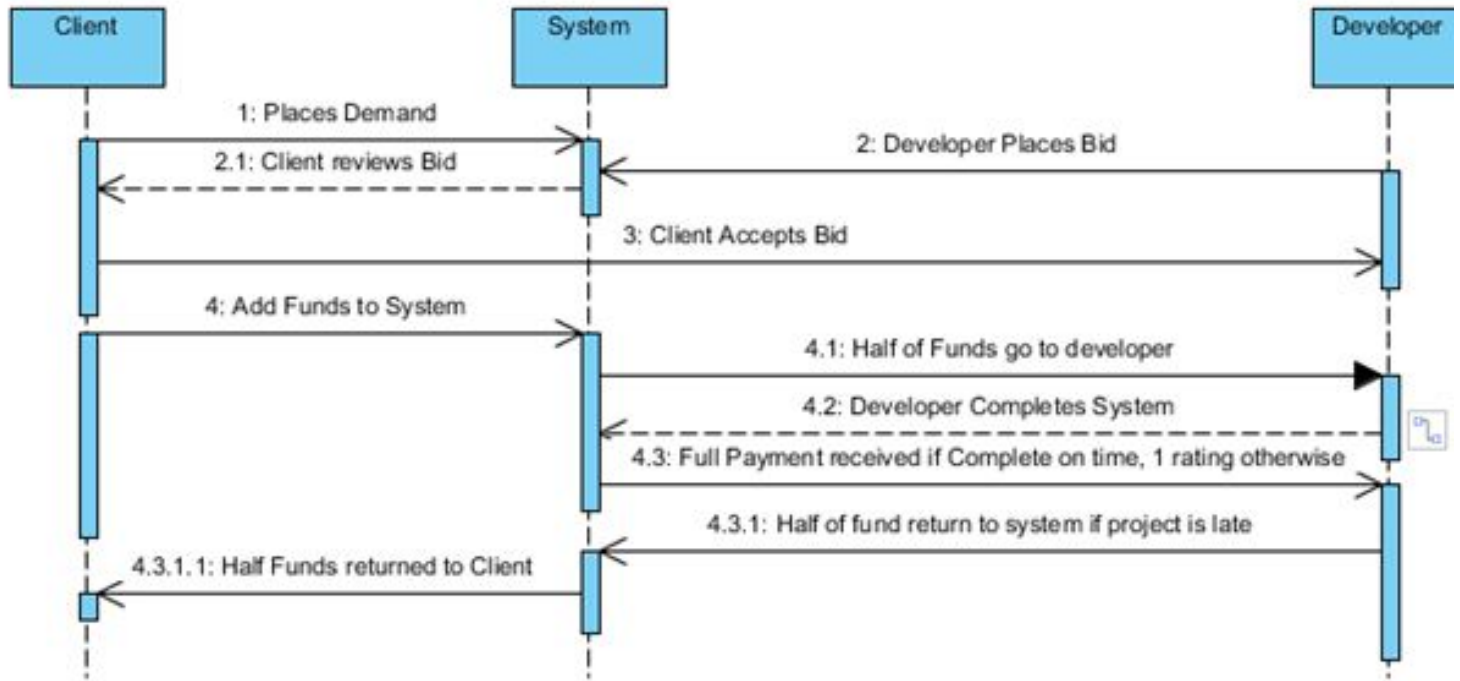 Client
System
Developer
1: Places Demand
2: Developer Places Bid
2.1: Client reviews Bid
3: Client Accepts Bid
4: Add Funds to System
4.1: Half of Funds go to developer
4.2: Developer Completes System
4.3: Full Payment received if Complete on time, 1 rating otherwise
4.3.1: Half of fund return to system if project is late
4.3.1.1: Half Funds returned to Client